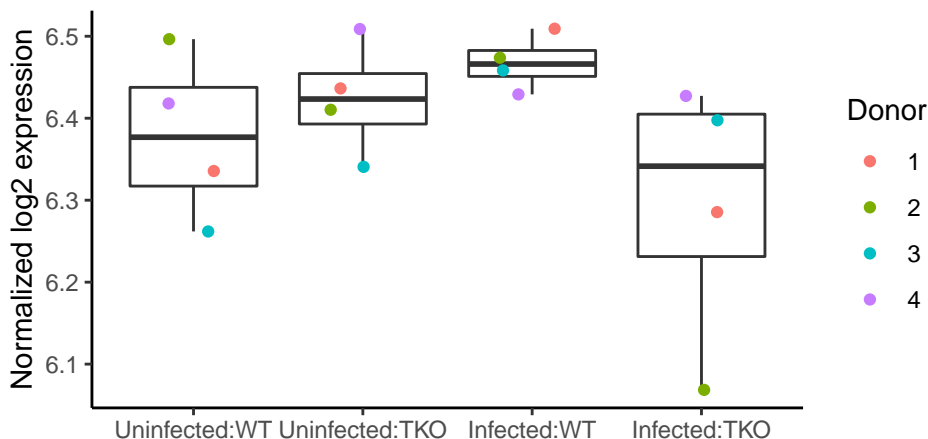 Normalized log2 expression
6.5
6.4
6.3
6.2
6.1
Uninfected:WT
Uninfected:TKO
Infected:WT
Infected:TKO
Donor
1
2
3
4